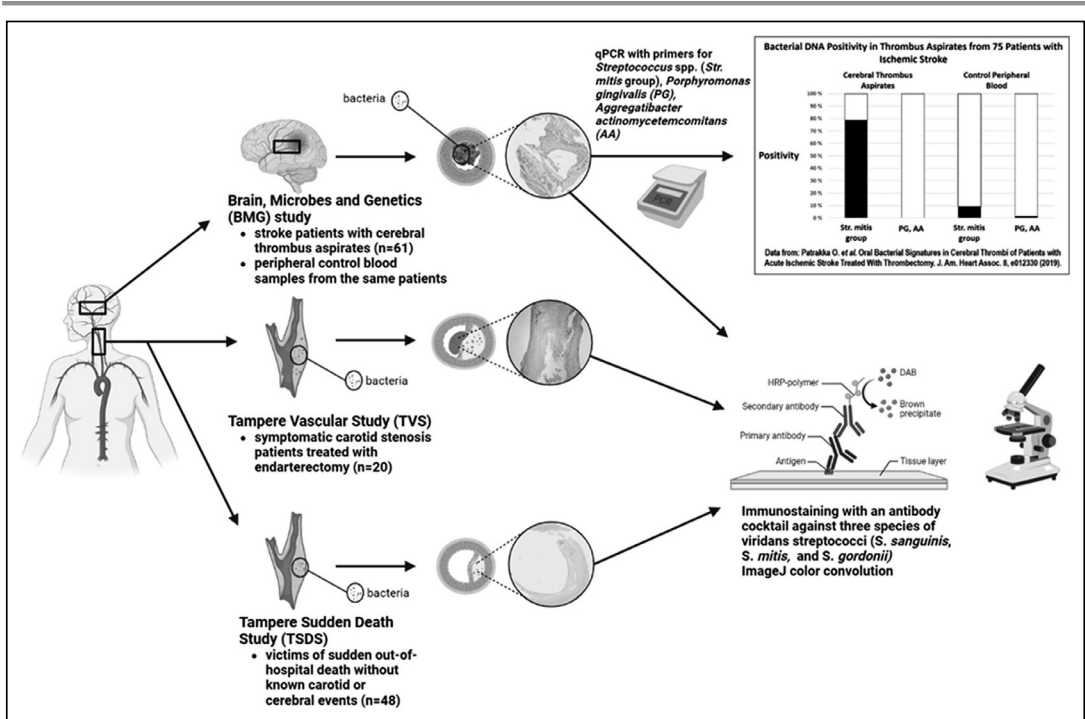 bacteria
Brain, Microbes and Genetics
(BMG) study
• stroke patients with cerebral
thrombus aspirates (n=61)
• peripheral control blood
samples from the same patients
qPCR with primers for
Streptococcus spp. (Str.
mitis group), Porphyromonas
gingivalis (PG),
Aggregatibacter
actinomycetemcomitans
(AA)
PCR
Bacterial DNA Positivity in Thrombus Aspirates from 75 Patients with
Ischemic Stroke
Cerebral Thrombus
Aspirates
Control Peripheral
Blood
Positivity
100 %
90 %
80 %
70 %
60 %
50 %
40 %
30 %
20 %
10 %
0 %
Str. mitis
group
PG, AA
Str. mitis
group
PG, AA
Data from: Patrakka O. et al. Oral Bacterial Signatures in Cerebral Thrombi of Patients with
Acute Ischemic Stroke Treated With Thrombectomy. J. Am. Heart Assoc. 8, e012330 (2019).
bacteria
Tampere Vascular Study (TVS)
• symptomatic carotid stenosis
patients treated with
endarterectomy (n=20)
bacteria
Tampere Sudden Death
Study (TSDS)
• victims of sudden out-of-
hospital death without
known carotid or
cerebral events (n=48)
DAB
HRP-polymer
Secondary antibody
Brown
precipitate
Primary antibody
Antigen
Tissue layer
Immunostaining with an antibody
cocktail against three species of
viridans streptococci (S. sanguinis,
S. mitis, and S. gordonii)
ImageJ color convolution